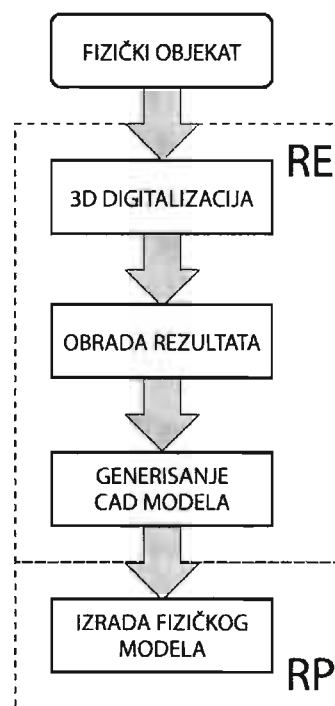 FIZIČKI OBJEKAT
RE
3D DIGITALIZACIJA
OBRADA REZULTATA
GENERISANJE
CAD MODELA
IZRADA FIZIČKOG
MODELA
RP